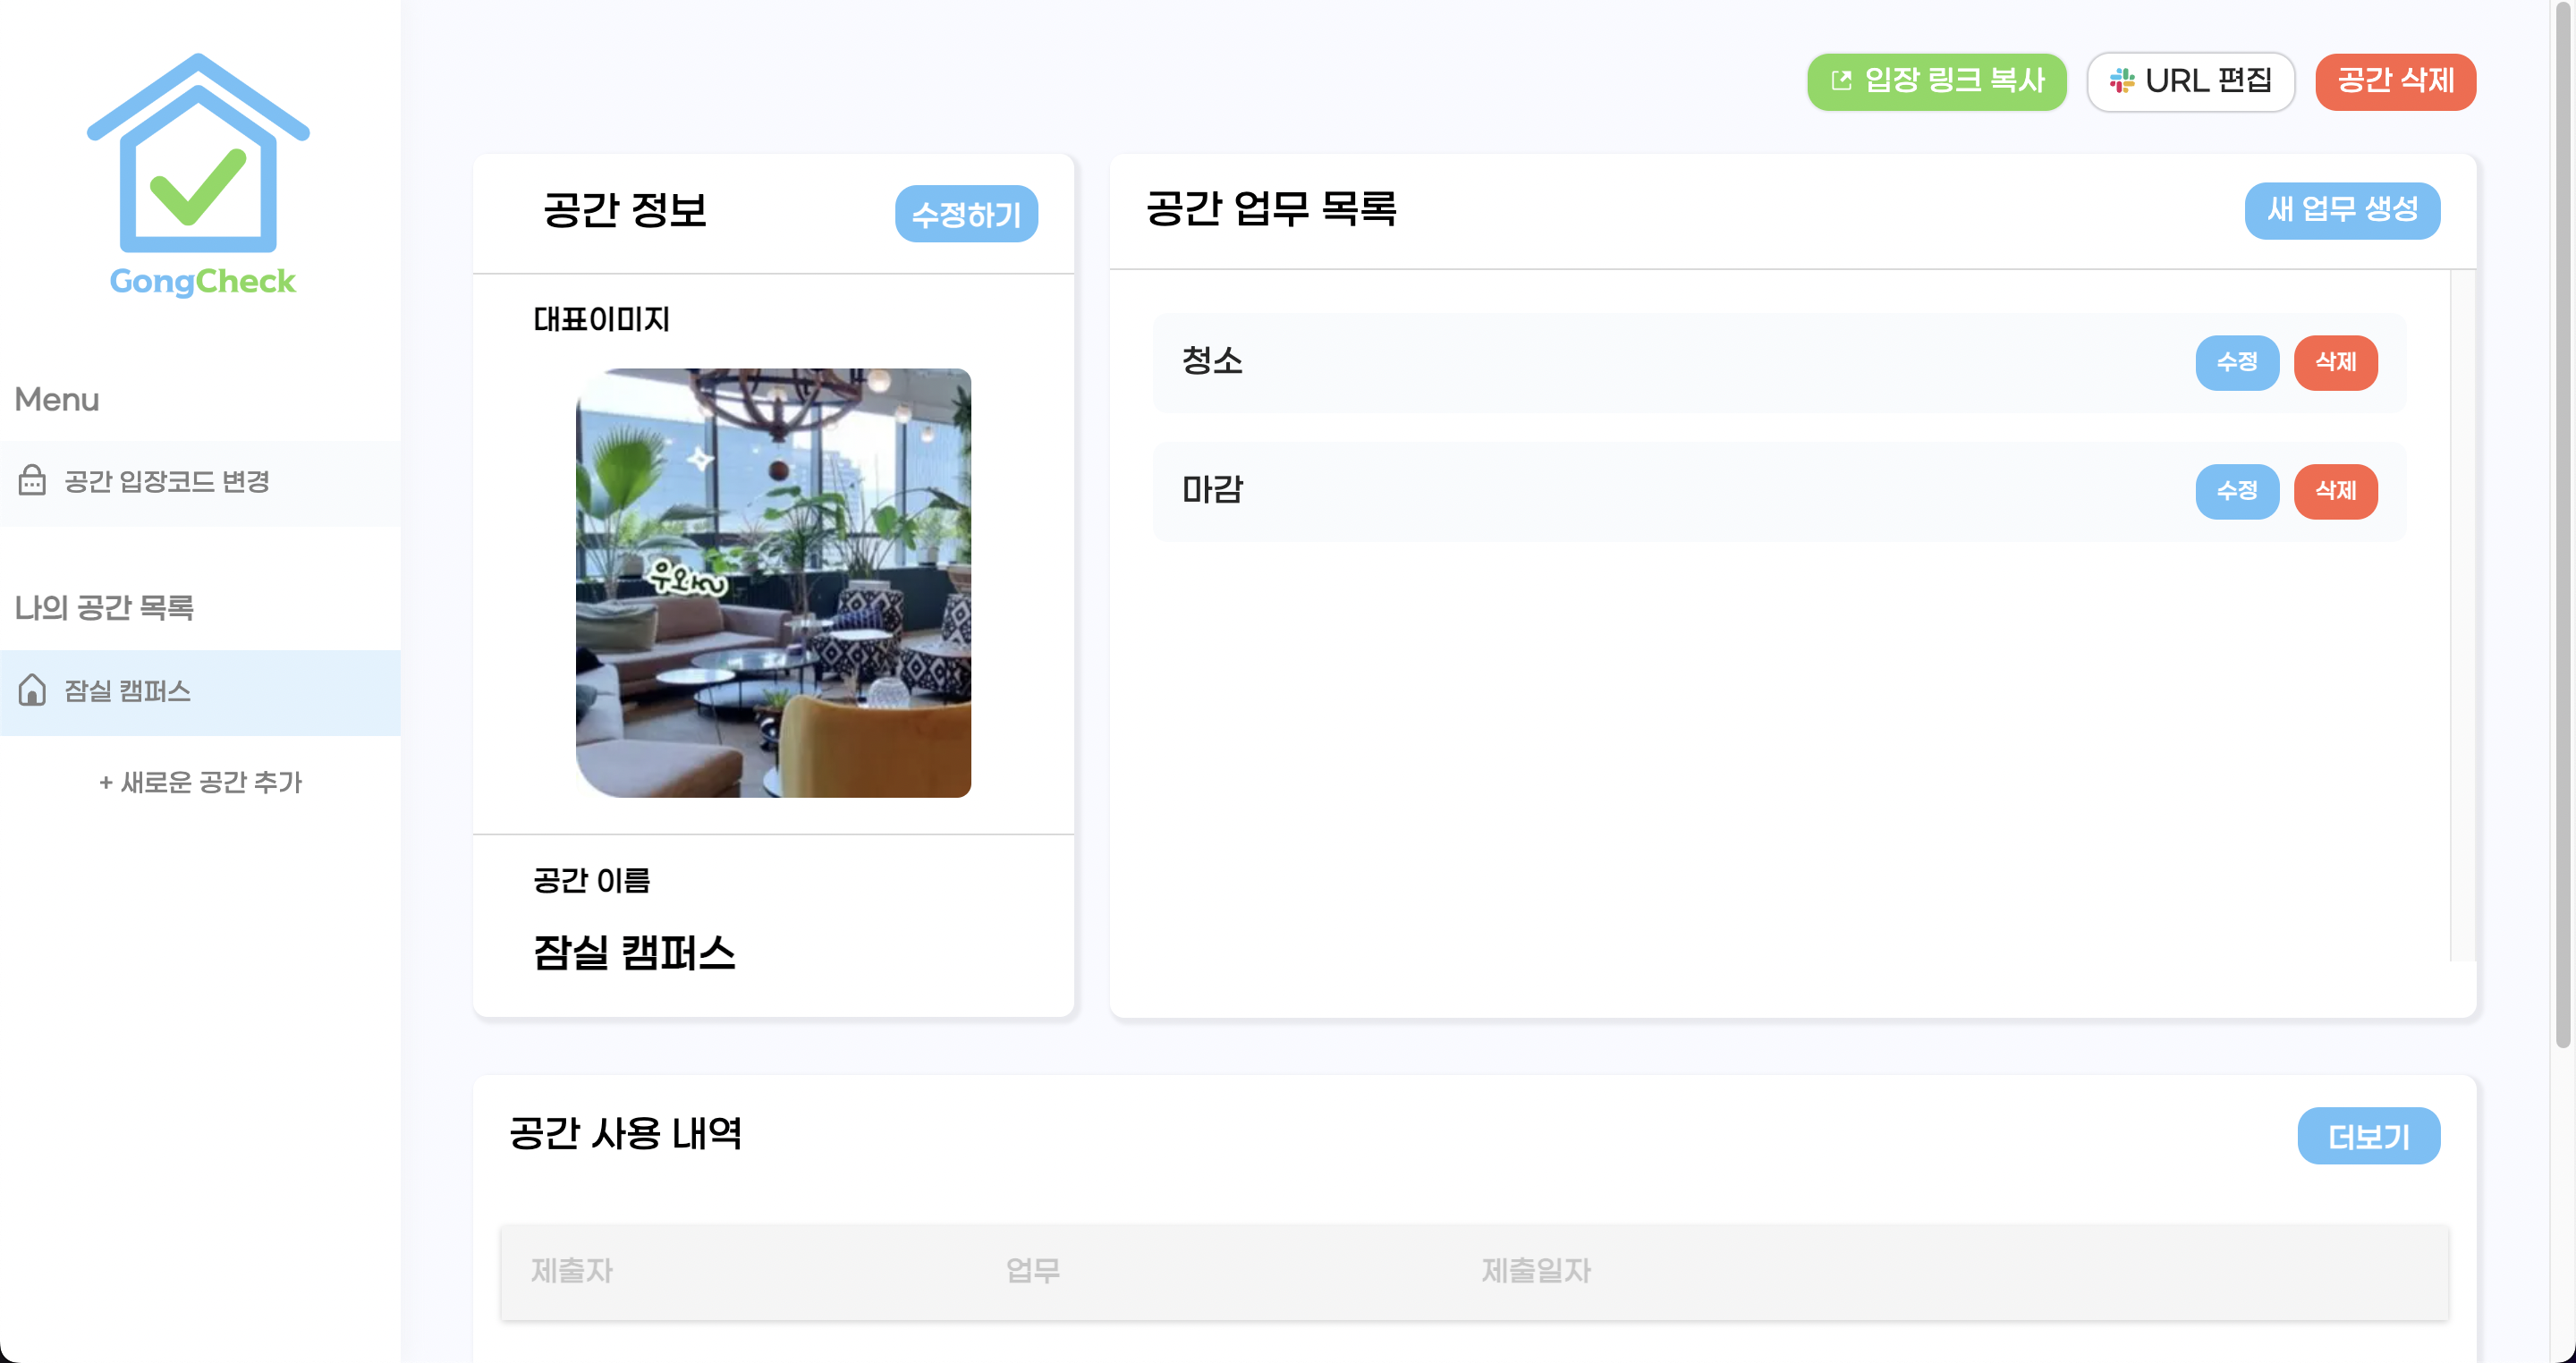 GongCheck
Menu
공간 입장코드 변경
나의 공간 목록
잠실 캠퍼스
+ 새로운 공간 추가
입장 링크 복사
URL 편집
공간 삭제
공간 정보
수정하기
대표이미지
우와~
공간 이름
잠실 캠퍼스
공간 업무 목록
새 업무 생성
청소
수정
삭제
마감
수정
삭제
공간 사용 내역
더보기
제출자 업무 제출일자